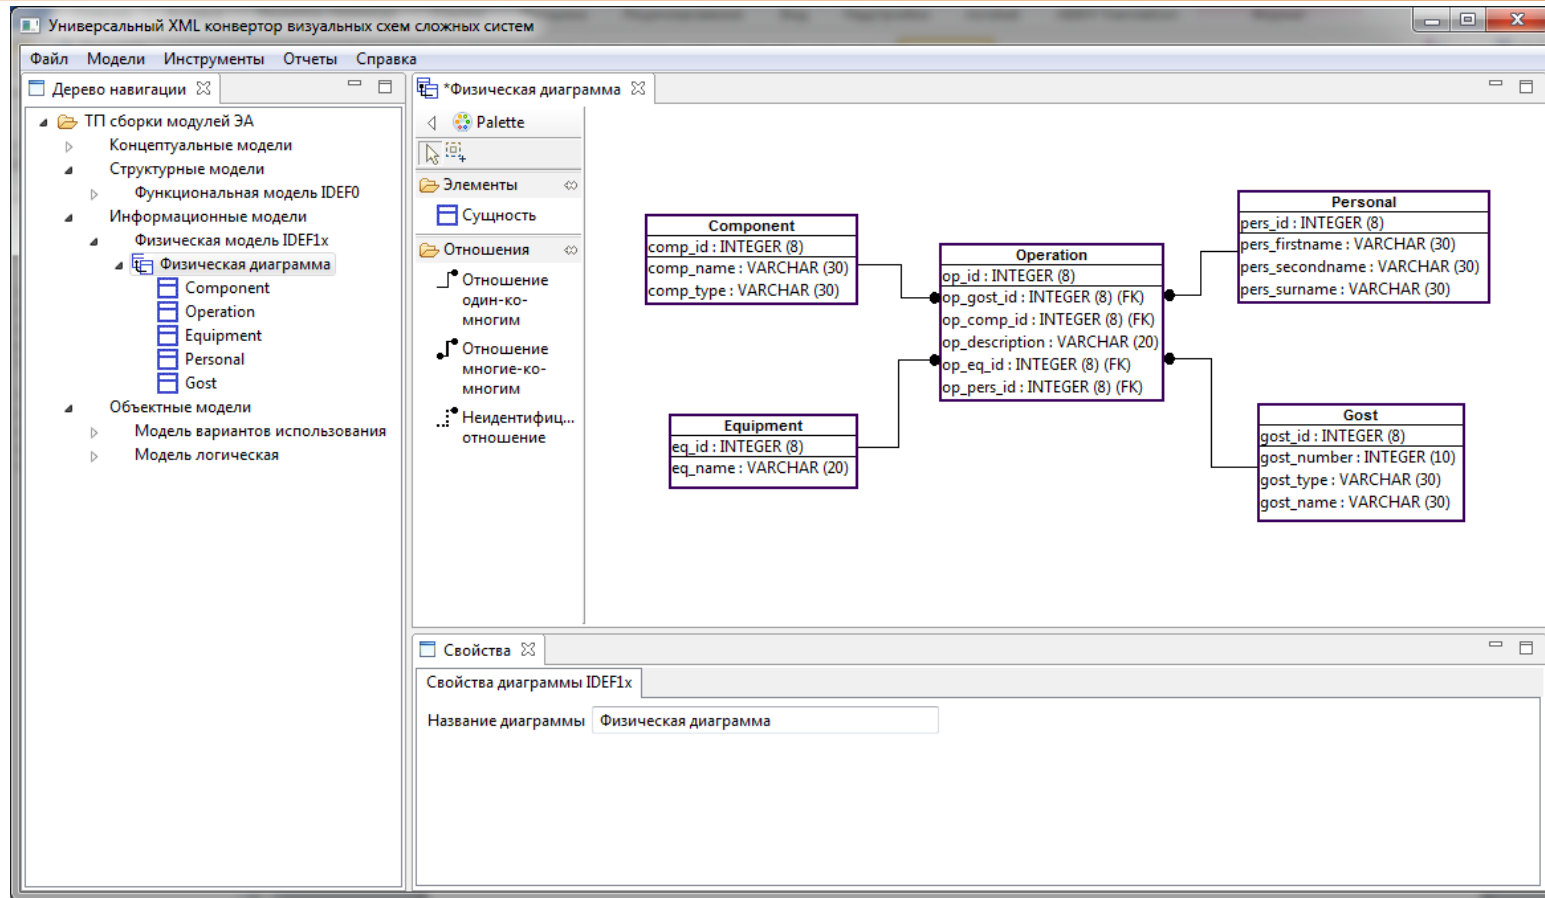 Универсальный XML конвертор визуальных схем сложных систем
Файл Модели Инструменты Отчеты Справка
Дерево навигации
ТП сборки модулей ЭА
Концептуальные модели
Структурные модели
Функциональная модель IDEF0
Информационные модели
Физическая модель IDEF1x
Физическая диаграмма
Component
Operation
Equipment
Personal
Gost
Объектные модели
Модель вариантов использования
Модель логическая
*Физическая диаграмма
Palette
Элементы
Сущность
Отношения
Отношение
один-ко-
многим
Отношение
многие-ко-
многим
Неидентифиц...
отношение
Component
comp_id : INTEGER (8)
comp_name : VARCHAR (30)
comp_type : VARCHAR (30)
Equipment
eq_id : INTEGER (8)
eq_name : VARCHAR (20)
Operation
op_id : INTEGER (8)
op_gost_id : INTEGER (8) (FK)
op_comp_id : INTEGER (8) (FK)
op_description : VARCHAR (20)
op_eq_id : INTEGER (8) (FK)
op_pers_id : INTEGER (8) (FK)
Personal
pers_id : INTEGER (8)
pers_firstname : VARCHAR (30)
pers_secondname : VARCHAR (30)
pers_surname : VARCHAR (30)
Gost
gost_id : INTEGER (8)
gost_number : INTEGER (10)
gost_type : VARCHAR (30)
gost_name : VARCHAR (30)
Свойства
Свойства диаграммы IDEF1x
Название диаграммы Физическая диаграмма